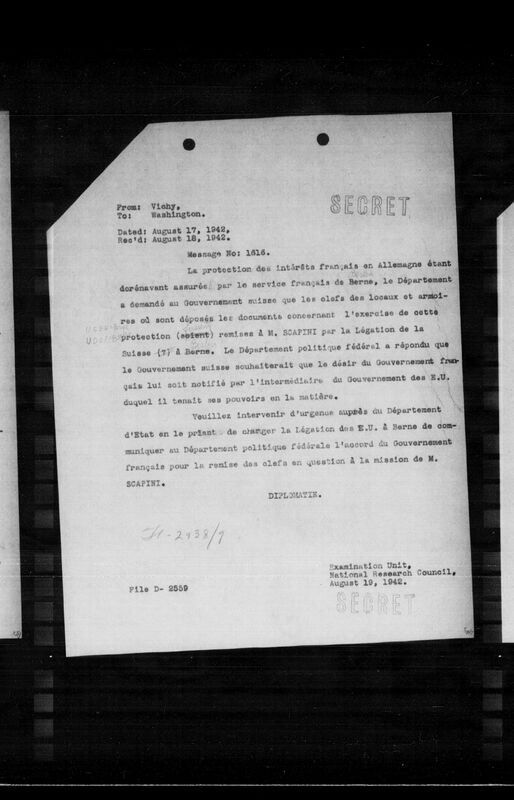 From: Vichy,
To: Washington.
SECRET
Dated: August 17, 1942.
Rec'd: August 18, 1942.
Message No: 1616.
La protection des intérêts français en Allemagne étant
dorénavant assurée par le service français de Berne, le Département
a demandé au Gouvernement suisse que les clefs des locaux et armoi-
res où sont déposés les documents concernant l'exercise de cette
protection (soient) remises à M. SCAPINI par la Légation de la
Suisse (?) à Berne. Le Département politique fédéral a répondu que
le Gouvernement suisse souhaiterait que le désir du Gouvernement fran-
çais lui soit notifié par l'intermédiaire du Gouvernement des E.U.
duquel il tenait ses pouvoirs en la matière.
Veuillez intervenir d'urgence auprès du Département
d'Etat en le priant de charger la Légation des E.U. à Berne de com-
muniquer au Département politique fédérale l'accord du Gouvernement
français pour la remise des clefs en question à la mission de M.
SCAPINI.
DIPLOMATIE.
2938/7
File D- 2559
Examination Unit,
National Research Council,
August 19, 1942.
SECRET